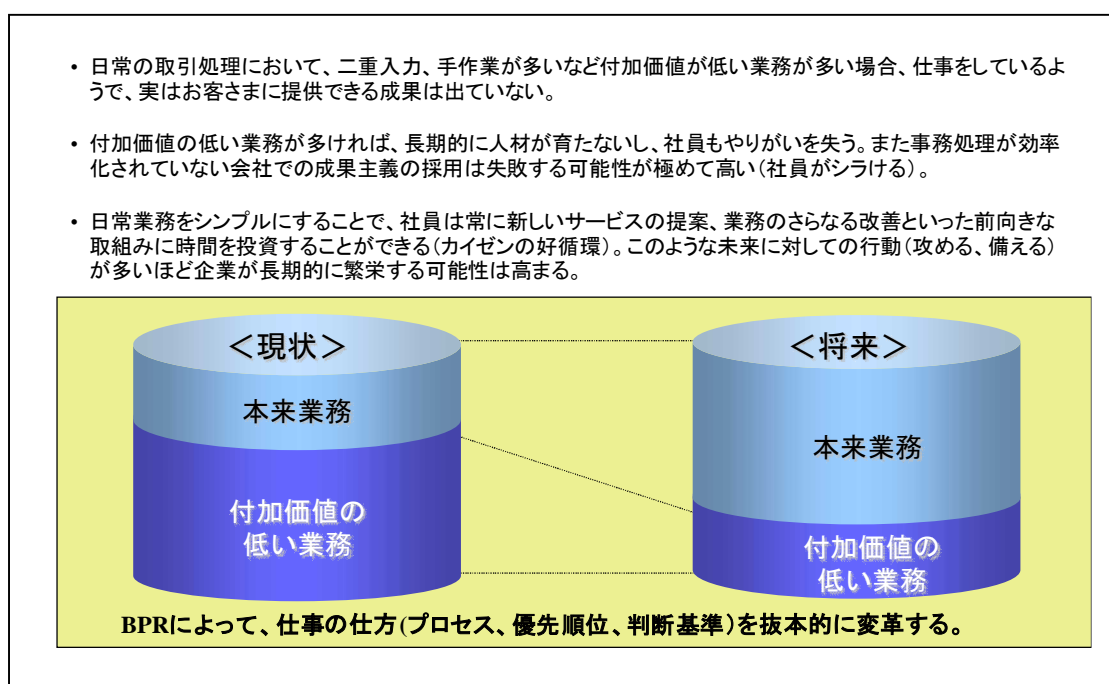 • 日常の取引処理において、二重入力、手作業が多いなど付加価値が低い業務が多い場合、仕事をしているよ
うで、実はお客さまに提供できる成果は出ていない。
• 付加価値の低い業務が多ければ、長期的に人材が育たないし、社員もやりがいを失う。また事務処理が効率
化されていない会社での成果主義の採用は失敗する可能性が極めて高い(社員がシラける)。
• 日常業務をシンプルにすることで、社員は常に新しいサービスの提案、業務のさらなる改善といった前向きな
取組みに時間を投資することができる(カイゼンの好循環)。このような未来に対しての行動(攻める、備える)
が多いほど企業が長期的に繁栄する可能性は高まる。
＜現状＞
本来業務
付加価値の
低い業務
＜将来＞
本来業務
付加価値の
低い業務
BPRによって、仕事の仕方(プロセス、優先順位、判断基準)を抜本的に変革する。